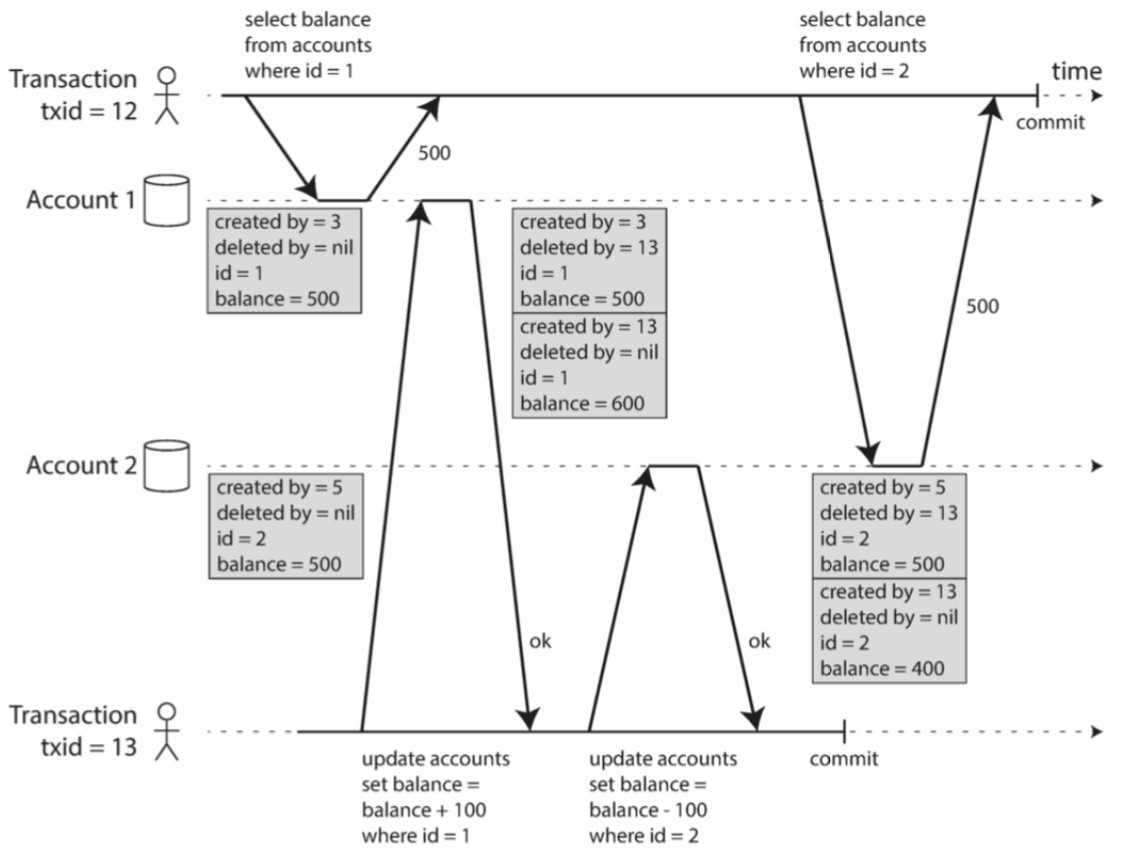 select balance
from accounts
where id = 1
select balance
from accounts
where id = 2
time
Transaction
txid = 12
commit
500
Account 1
created by = 3
deleted by = nil
id = 1
balance = 500
created by = 3
deleted by = 13
id = 1
balance = 500
created by = 13
deleted by = nil
id = 1
balance = 600
500
Account 2
created by = 5
deleted by = nil
id = 2
balance = 500
created by = 5
deleted by = 13
id = 2
balance = 500
created by = 13
deleted by = nil
id = 2
balance = 400
ok
ok
Transaction
txid = 13
update accounts
set balance =
balance + 100
where id = 1
update accounts
set balance =
balance - 100
where id = 2
commit